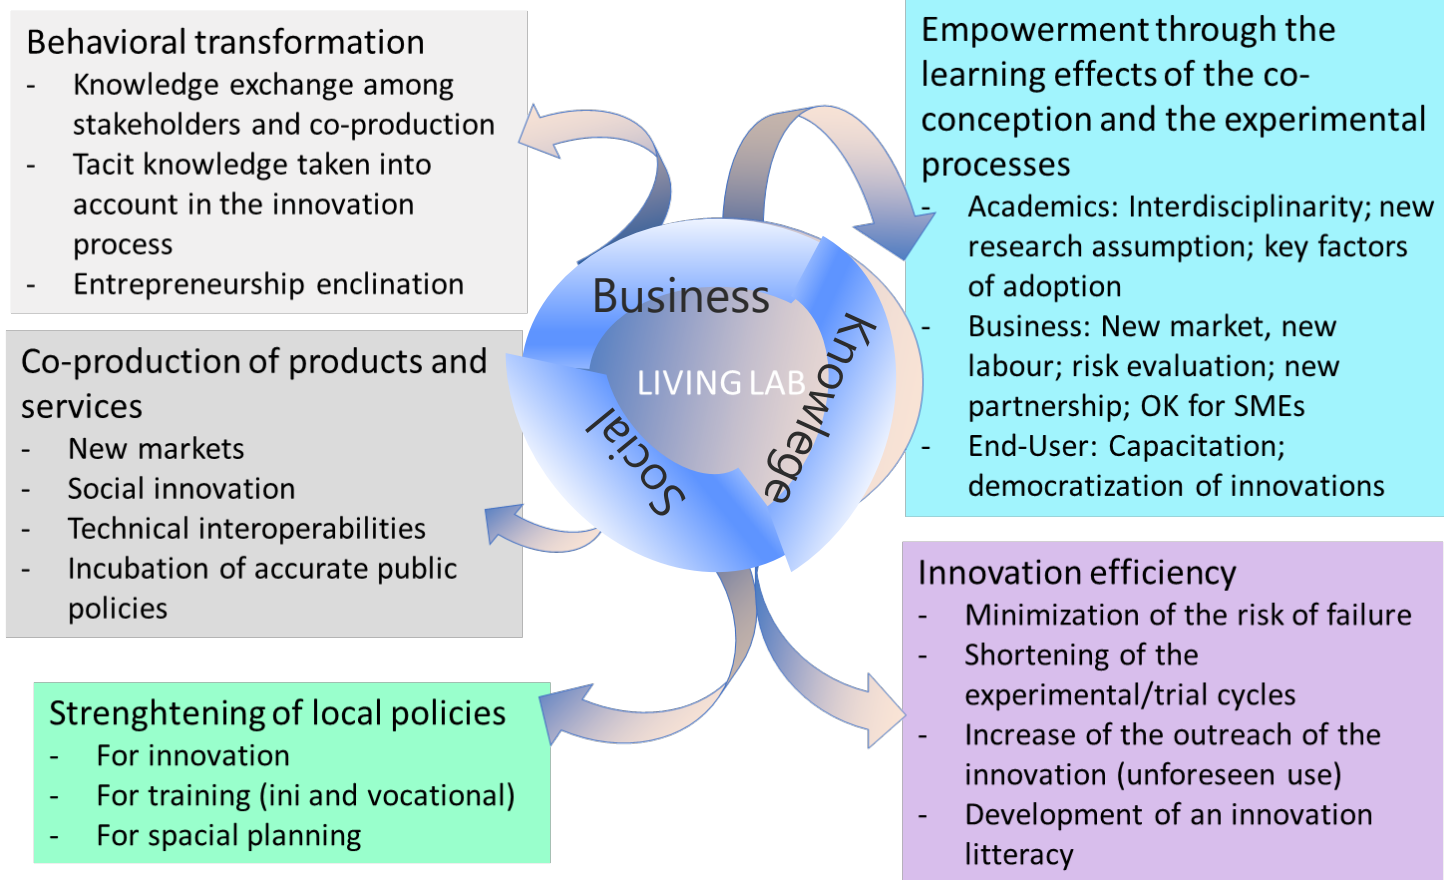 Behavioral transformation
- Knowledge exchange among
stakeholders and co-production
- Tacit knowledge taken into
account in the innovation
process
- Entrepreneurship enclination
Co-production of products and
services
- New markets
- Social innovation
- Technical interoperabilities
- Incubation of accurate public
policies
Strenghtening of local policies
- For innovation
- For training (ini and vocational)
- For spacial planning
Business
Knowlege
Social
LIVING LAB
Empowerment through the
learning effects of the co-
conception and the experimental
processes
- Academics: Interdisciplinarity; new
research assumption; key factors
of adoption
- Business: New market, new
labour; risk evaluation; new
partnership; OK for SMEs
- End-User: Capacitation;
democratization of innovations
Innovation efficiency
- Minimization of the risk of failure
- Shortening of the
experimental/trial cycles
- Increase of the outreach of the
innovation (unforeseen use)
- Development of an innovation
litteracy